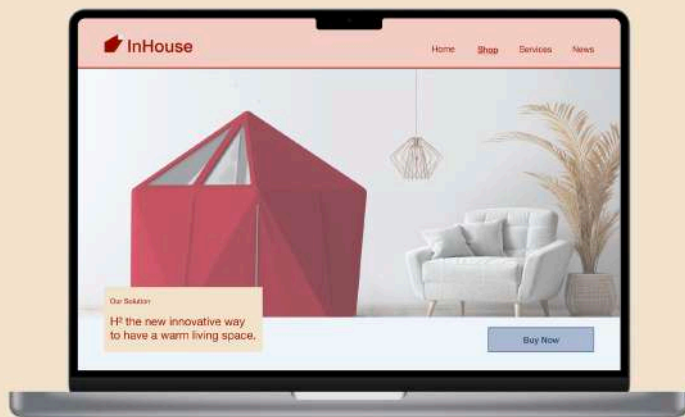 InHouse
Home Shop Services News
Our Solution
H² the new innovative way
to have a warm living space.
Buy Now